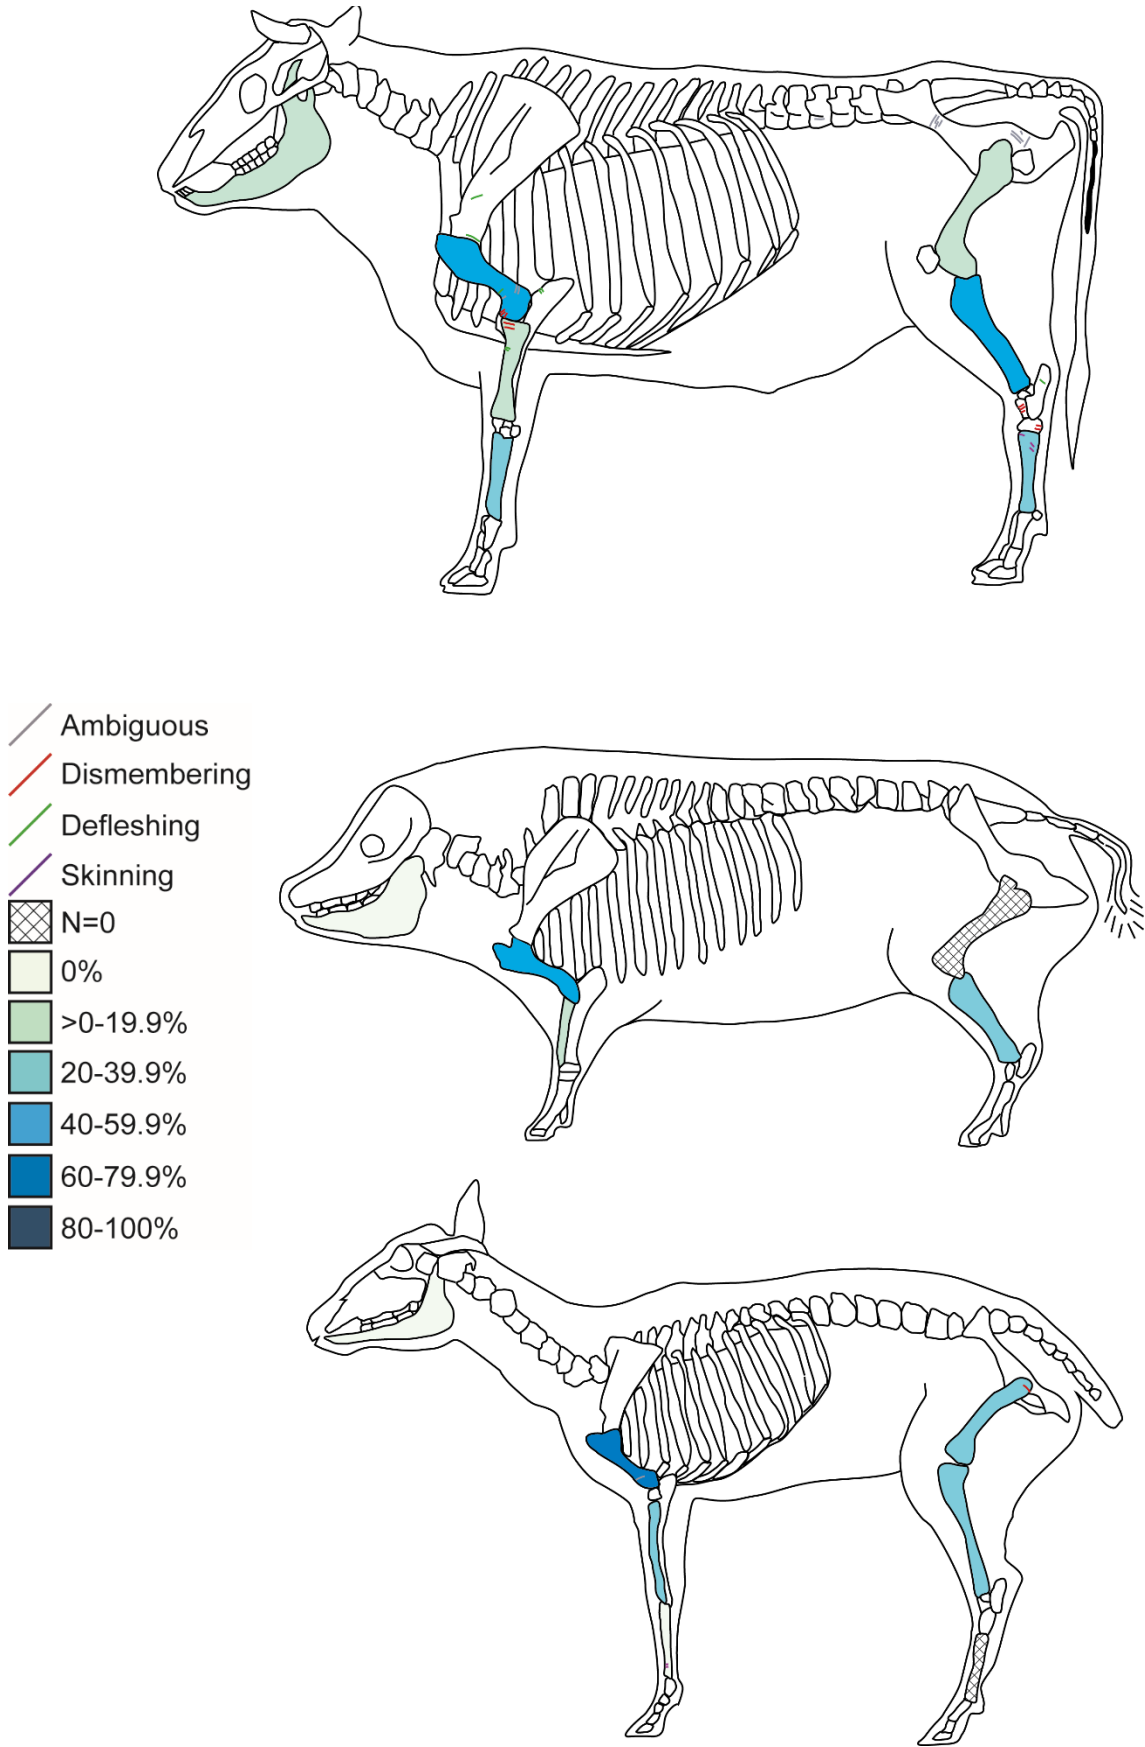 Ambiguous
Dismembering
Defleshing
Skinning
N=0
0%
>0-19.9%
20-39.9%
40-59.9%
60-79.9%
80-100%